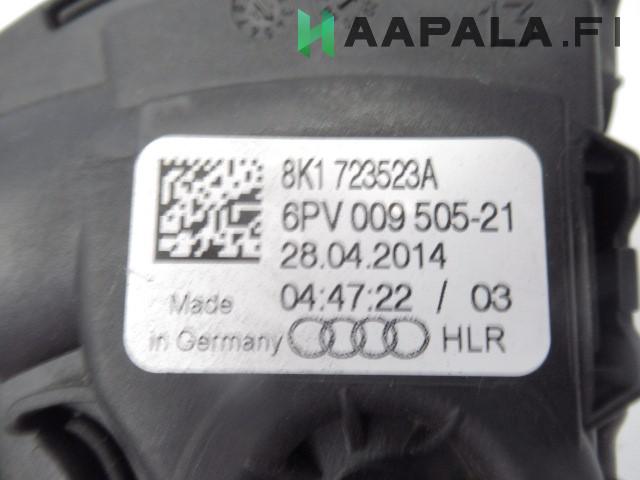 HAAPALA.FI
8K1 723523A
6PV 009 505-21
28.04.2014
Made 04:47:22 / 03
in Germany HLR